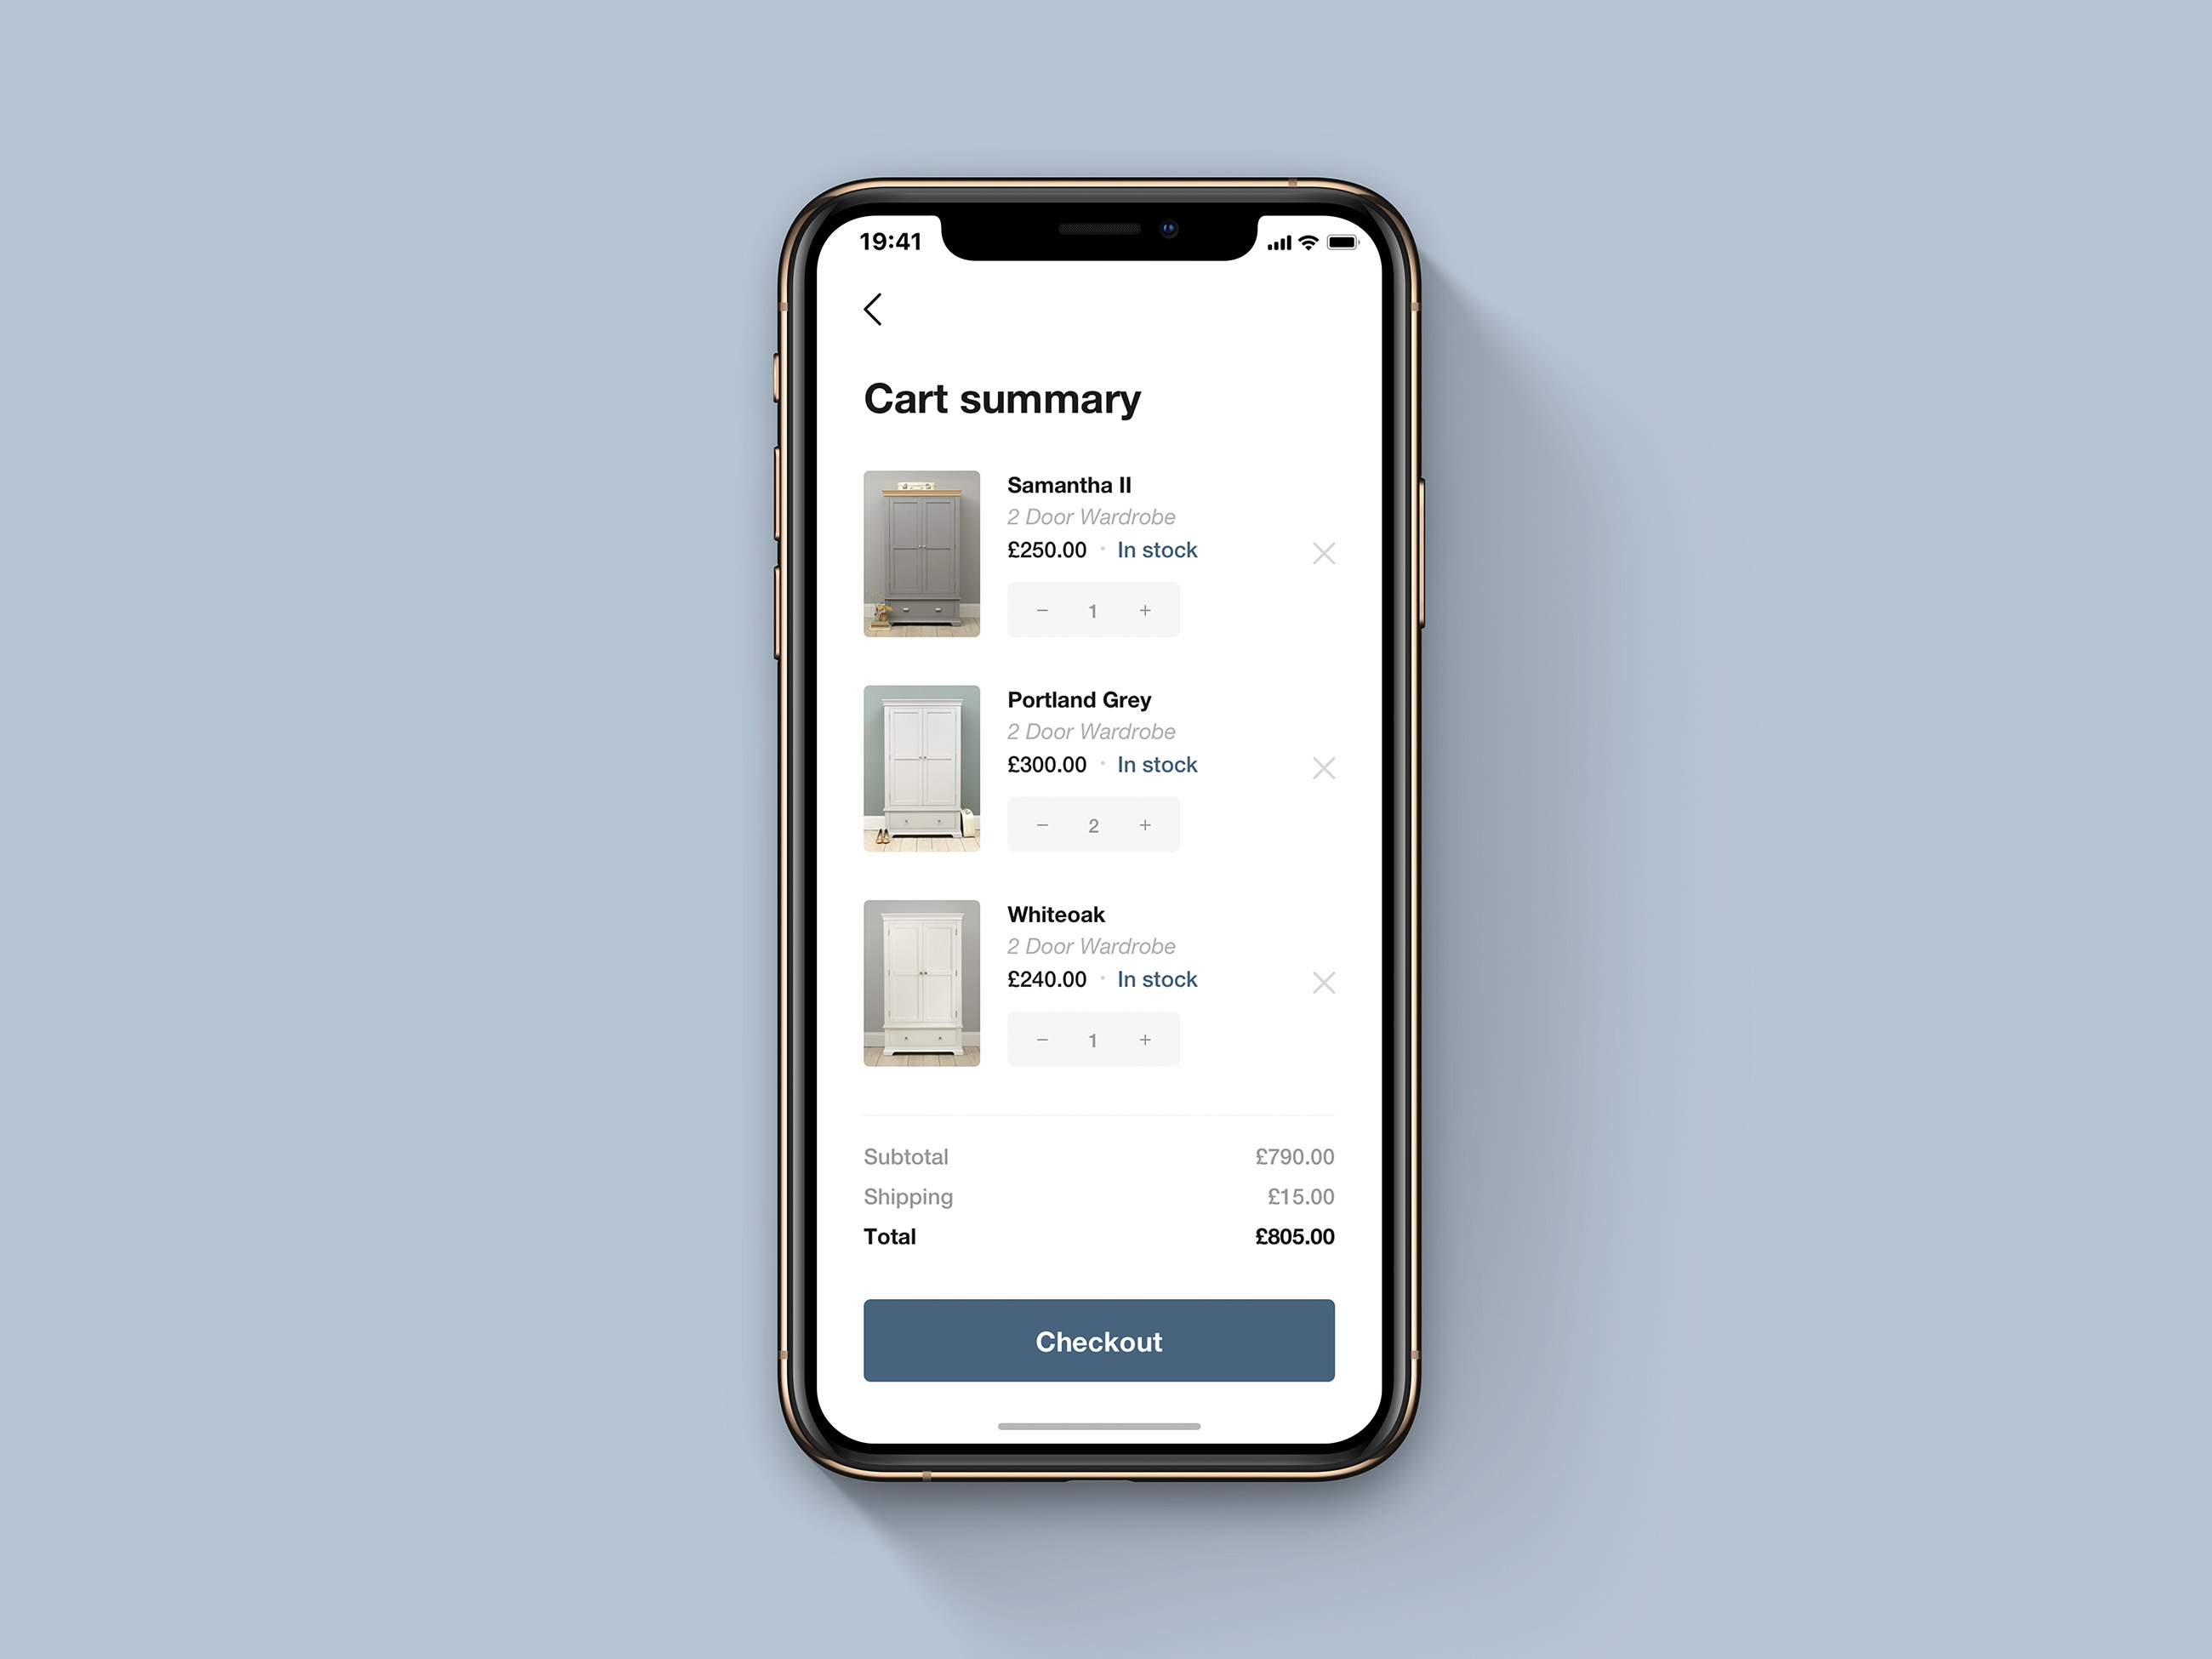 19:41
Cart summary
Samantha II
2 Door Wardrobe
£250.00 • In stock
− 1 +
Portland Grey
2 Door Wardrobe
£300.00 • In stock
− 2 +
Whiteoak
2 Door Wardrobe
£240.00 • In stock
− 1 +
Subtotal £790.00
Shipping £15.00
Total £805.00
Checkout